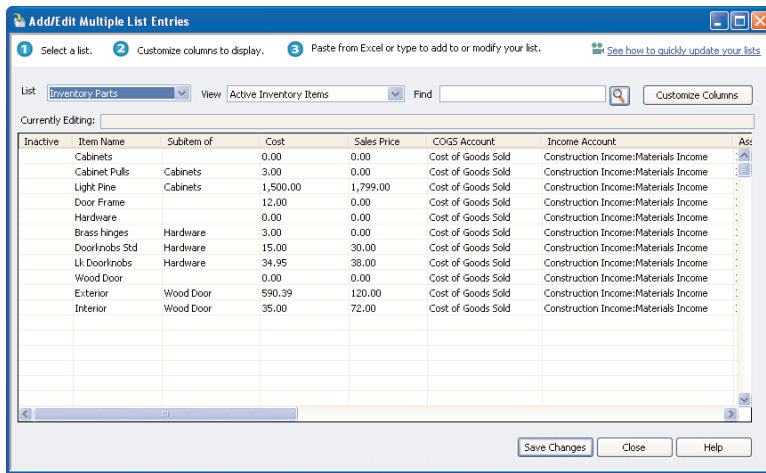 Add/Edit Multiple List Entries
1 Select a list. 2 Customize columns to display. 3 Paste from Excel or type to add to or modify your list. See how to quickly update your lists
List Inventory Parts View Active Inventory Items Find Customize Columns
Currently Editing:
Inactive Item Name Subitem of Cost Sales Price COGS Account Income Account Ass
Cabinets 0.00 0.00 Cost of Goods Sold Construction Income:Materials Income
Cabinet Pulls Cabinets 3.00 0.00 Cost of Goods Sold Construction Income:Materials Income
Light Pine Cabinets 1,500.00 1,799.00 Cost of Goods Sold Construction Income:Materials Income
Door Frame 12.00 0.00 Cost of Goods Sold Construction Income:Materials Income
Hardware 0.00 0.00 Cost of Goods Sold Construction Income:Materials Income
Brass hinges Hardware 3.00 0.00 Cost of Goods Sold Construction Income:Materials Income
Doorknobs Std Hardware 15.00 30.00 Cost of Goods Sold Construction Income:Materials Income
Lk Doorknobs Hardware 34.95 38.00 Cost of Goods Sold Construction Income:Materials Income
Wood Door 0.00 0.00 Cost of Goods Sold Construction Income:Materials Income
Exterior Wood Door 590.39 120.00 Cost of Goods Sold Construction Income:Materials Income
Interior Wood Door 35.00 72.00 Cost of Goods Sold Construction Income:Materials Income
Save Changes Close Help